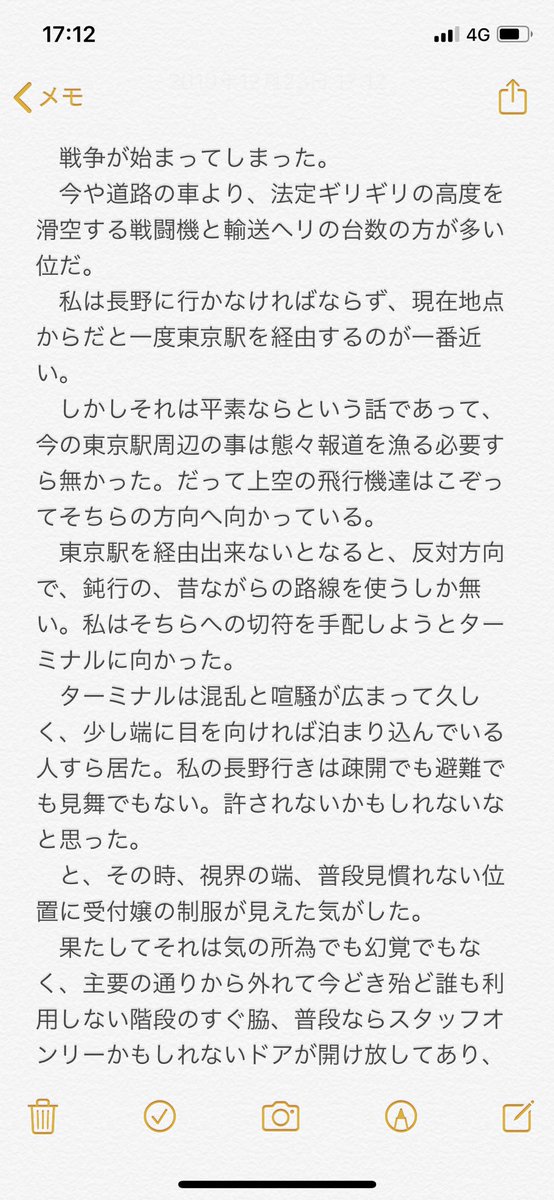 17:12
4G
メモ
戦争が始まってしまった。
今や道路の車より、法定ギリギリの高度を
滑空する戦闘機と輸送ヘリの台数の方が多い
位だ。
私は長野に行かなければならず、現在地点
からだと一度東京駅を経由するのが一番近
い。
しかしそれは平素ならという話であって、
今の東京駅周辺の事は態々報道を漁る必要す
ら無かった。だって上空の飛行機達はこぞっ
てそちらの方向へ向かっている。
東京駅を経由出来ないとなると、反対方向
で、鈍行の、昔ながらの路線を使うしか無
い。私はそちらへの切符を手配しようとター
ミナルに向かった。
ターミナルは混乱と喧騒が広まって久し
く、少し端に目を向ければ泊まり込んでいる
人すら居た。私の長野行きは疎開でも避難で
も見舞でもない。許されないかもしれないな
と思った。
と、その時、視界の端、普段見慣れない位
置に受付嬢の制服が見えた気がした。
果たしてそれは気の所為でも幻覚でもな
く、主要の通りから外れて今どき殆ど誰も利
用しない階段のすぐ脇、普段ならスタッフオ
ンリーかもしれないドアが開け放してあり、